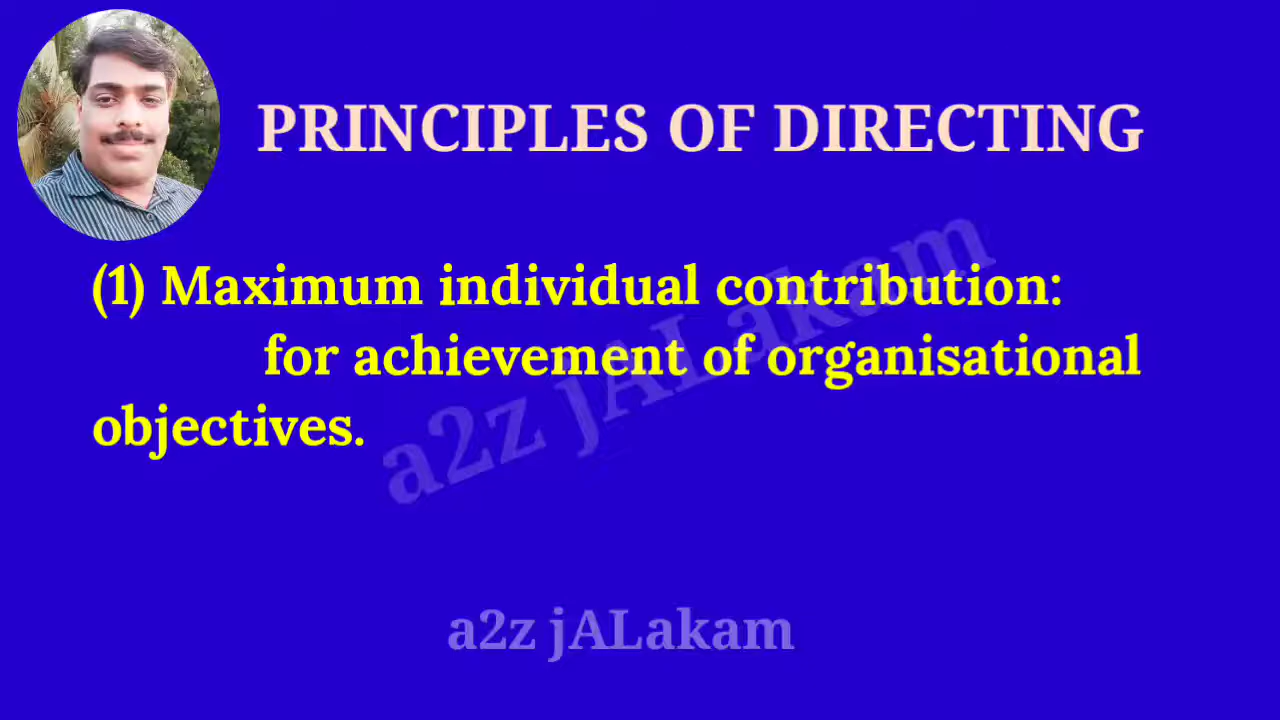 PRINCIPLES OF DIRECTING
(1) Maximum individual contribution:
for achievement of organisational
objectives.
a2z jALakam
a2z jALakam